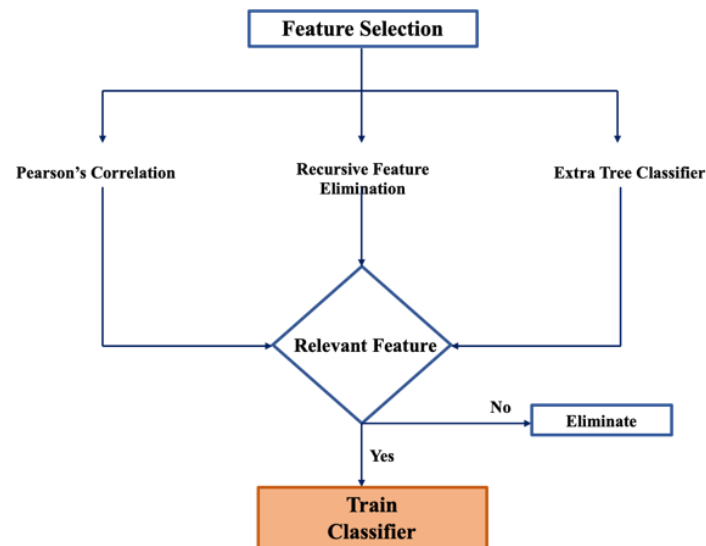 Feature Selection
Pearson’s Correlation
Recursive Feature
Elimination
Extra Tree Classifier
Relevant Feature
No
Eliminate
Yes
Train
Classifier